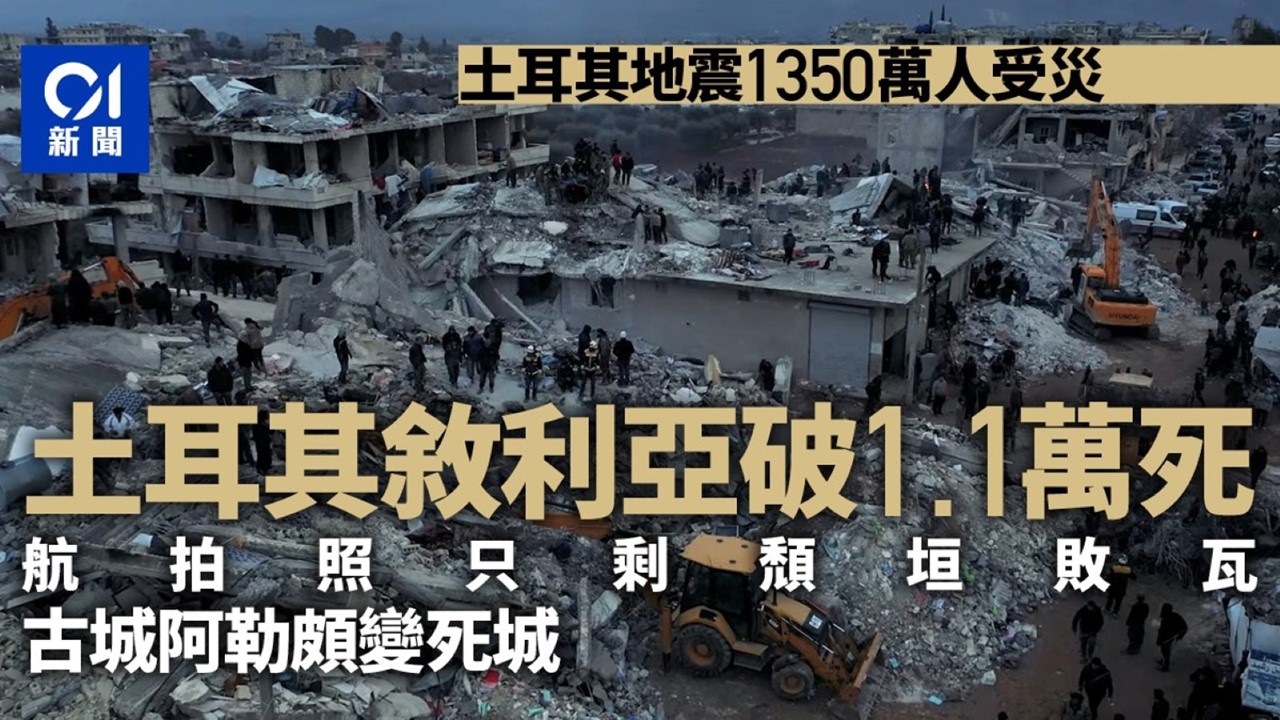 01
新聞
土耳其地震1350萬人受災
HYUNDAI
土耳其敘利亞破1.1萬死
航拍照只剩頹垣敗瓦
古城阿勒頗變死城